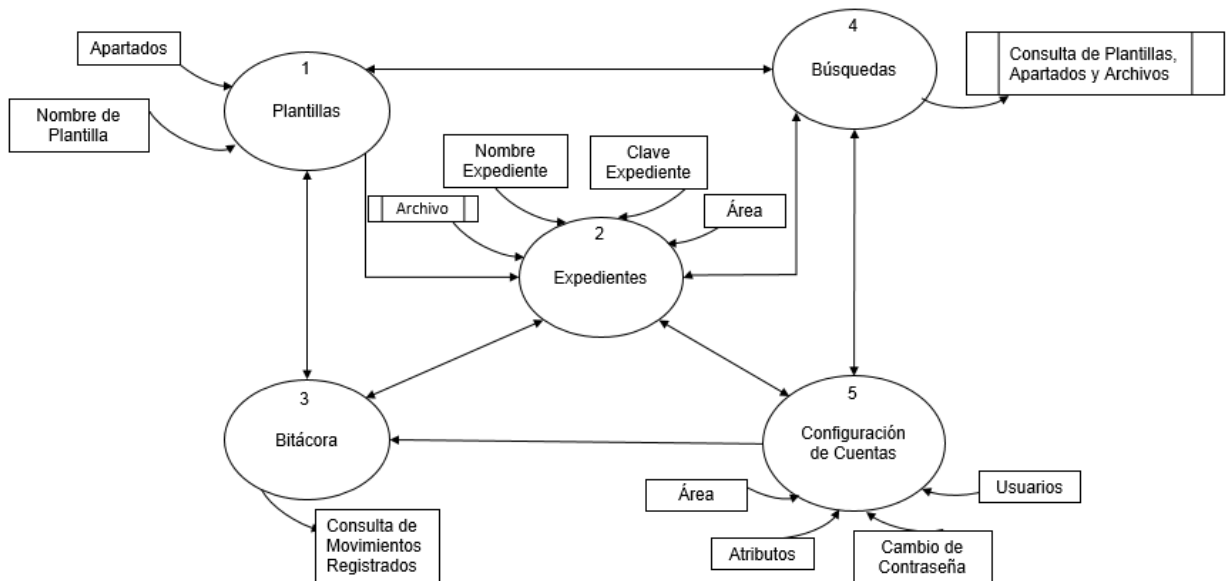 Apartados
1
Plantillas
Nombre de
Plantilla
4
Búsquedas
Consulta de Plantillas,
Apartados y Archivos
Nombre
Expediente
Clave
Expediente
Archivo
Área
2
Expedientes
3
Bitácora
Consulta de
Movimientos
Registrados
5
Configuración
de Cuentas
Área
Usuarios
Atributos
Cambio de
Contraseña